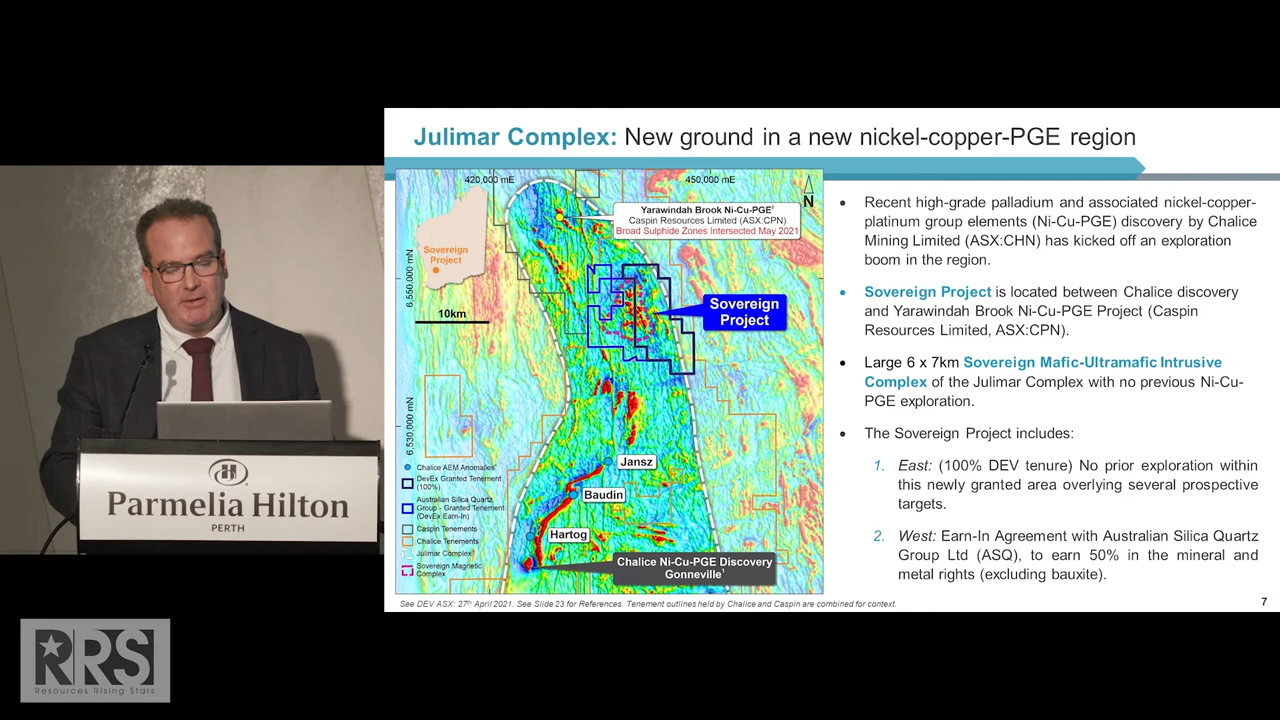 Julimar Complex: New ground in a new nickel-copper-PGE region
420,000 mE
450,000 mE
N
Yarawindah Brook Ni-Cu-PGE²
Caspin Resources Limited (ASX:CPN)
Broad Sulphide Zones Intersected May 2021
Sovereign
Project
6,550,000 mN
10km
Sovereign
Project
6,530,000 mN
Jansz
Baudin
Hartog
Chalice Ni-Cu-PGE Discovery
Gonneville¹
Chalice AEM Anomalies¹
DevEx Granted Tenement
(100%)
Australian Silica Quartz
Group - Granted Tenement
(DevEx Earn-In)
Caspin Tenements
Chalice Tenements
Julimar Complex
Sovereign Magnetic
Complex
• Recent high-grade palladium and associated nickel-copper-
platinum group elements (Ni-Cu-PGE) discovery by Chalice
Mining Limited (ASX:CHN) has kicked off an exploration
boom in the region.
• Sovereign Project is located between Chalice discovery
and Yarawindah Brook Ni-Cu-PGE Project (Caspin
Resources Limited, ASX:CPN).
• Large 6 x 7km Sovereign Mafic-Ultramafic Intrusive
Complex of the Julimar Complex with no previous Ni-Cu-
PGE exploration.
• The Sovereign Project includes:
1. East: (100% DEV tenure) No prior exploration within
this newly granted area overlying several prospective
targets.
2. West: Earn-In Agreement with Australian Silica Quartz
Group Ltd (ASQ), to earn 50% in the mineral and
metal rights (excluding bauxite).
See DEV ASX: 27th April 2021. See Slide 23 for References. Tenement outlines held by Chalice and Caspin are combined for context.
7
H
Parmelia Hilton
PERTH
RRS
Resources Rising Stars